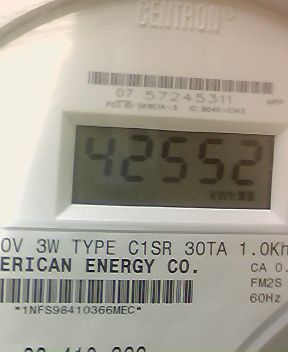 CENTRON®
07 57245311
42552
kWh
0V 3W TYPE C1SR 30TA 1.0Kh
ERICAN ENERGY CO.
CA 0.
FM2S
60Hz
*1NFS98410366MEC*